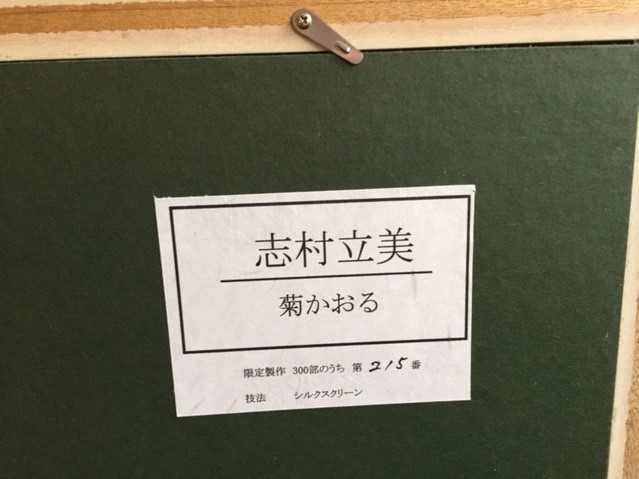 志村立美
菊かおる
限定製作 300部のうち 第 215 番
技法 シルクスクリーン